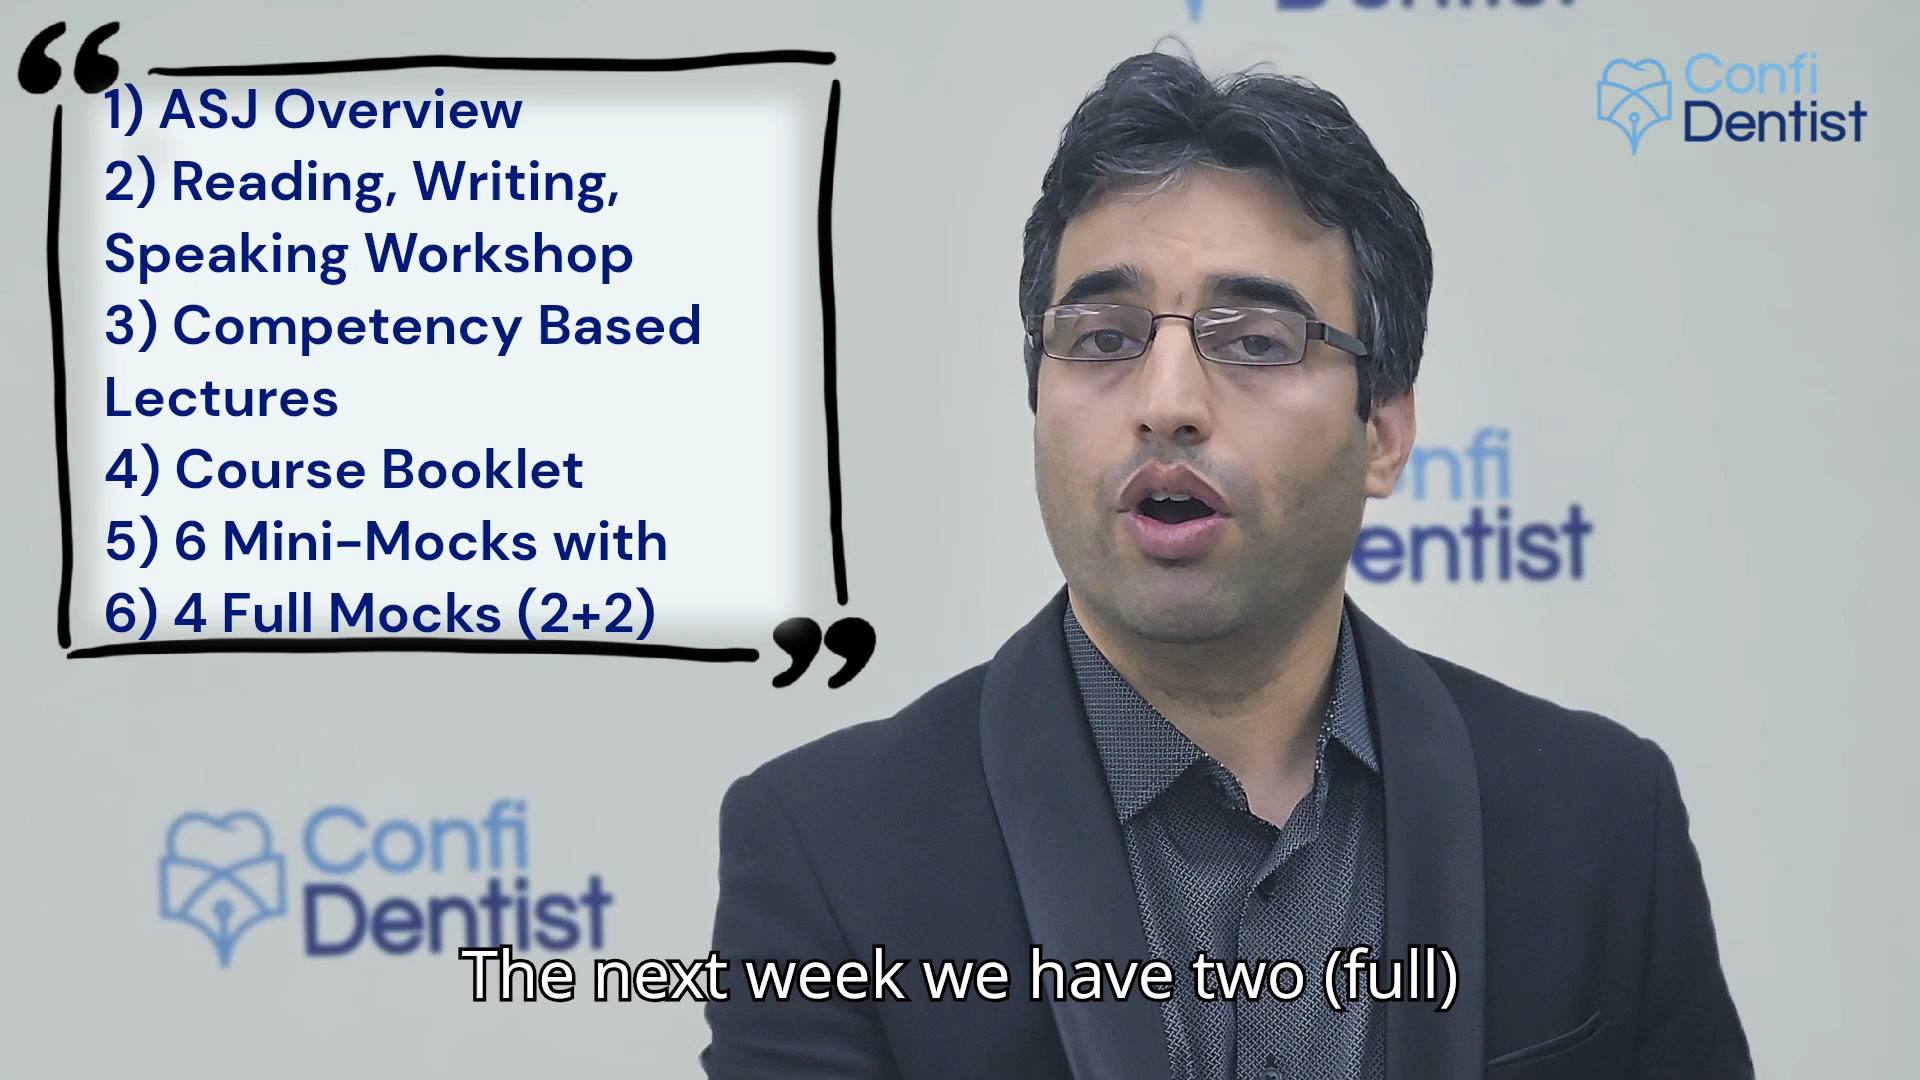 Dentist
Confi
Dentist
1) ASJ Overview
2) Reading, Writing,
Speaking Workshop
3) Competency Based
Lectures
4) Course Booklet
5) 6 Mini-Mocks with
6) 4 Full Mocks (2+2)
nfi
entist
Confi
Dentist
The next week we have two (full)